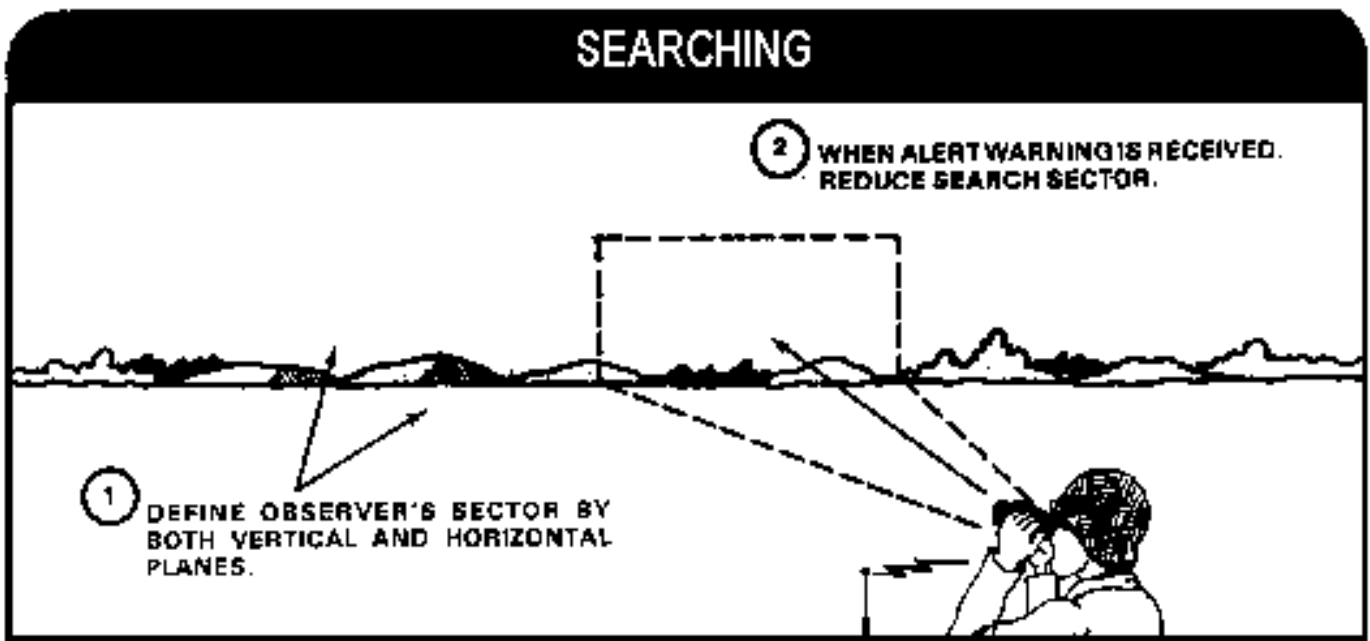 SEARCHING
2 WHEN ALERT WARNING IS RECEIVED.
REDUCE SEARCH SECTOR.
1 DEFINE OBSERVER'S SECTOR BY
BOTH VERTICAL AND HORIZONTAL
PLANES.